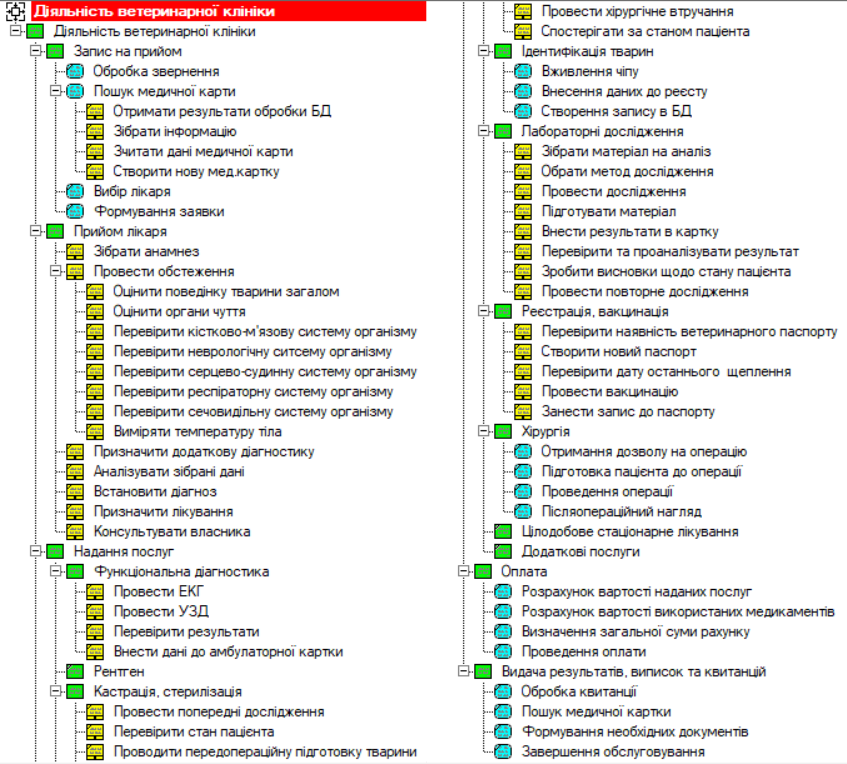 Діяльність ветеринарної клініки
Діяльність ветеринарної клініки
Запис на прийом
Обробка звернення
Пошук медичної карти
Отримати результати обробки БД
Зібрати інформацію
Зчитати дані медичної карти
Створити нову мед.картку
Вибір лікаря
Формування заявки
Прийом лікаря
Зібрати анамнез
Провести обстеження
Оцінити поведінку тварини загалом
Оцінити органи чуття
Перевірити кістково-м'язову систему організму
Перевірити неврологічну ситсему організму
Перевірити серцево-судинну систему організму
Перевірити респіраторну систему організму
Перевірити сечовидільну систему організму
Виміряти температуру тіла
Призначити додаткову діагностику
Аналізувати зібрані дані
Встановити діагноз
Призначити лікування
Консультувати власника
Надання послуг
Функціональна діагностика
Провести ЕКГ
Провести УЗД
Перевірити результати
Внести дані до амбулаторної картки
Рентген
Кастрація, стерилізація
Провести попередні дослідження
Перевірити стан пацієнта
Проводити передопераційну підготовку тварини
Провести хірургічне втручання
Спостерігати за станом паціента
Ідентифікація тварин
Вживлення чіпу
Внесення даних до реєсту
Створення запису в БД
Лабораторні дослідження
Зібрати матеріал на аналіз
Обрати метод дослідження
Провести дослідження
Підготувати матеріал
Внести результати в картку
Перевірити та проаналізувати результат
Зробити висновки щодо стану пацієнта
Провести повторне дослідження
Реєстрація, вакцинація
Перевірити наявність ветеринарного паспорту
Створити новий паспорт
Перевірити дату останнього щеплення
Провести вакцинацію
Занести запис до паспорту
Хірургія
Отримання дозволу на операцію
Підготовка пацієнта до операції
Проведення операції
Післяопераційний нагляд
Цілодобове стаціонарне лікування
Додаткові послуги
Оплата
Розрахунок вартості наданих послуг
Розрахунок вартості використаних медикаментів
Визначення загальної суми рахунку
Проведення оплати
Видача результатів, виписок та квитанцій
Обробка квитанції
Пошук медичної картки
Формування необхідних документів
Завершення обслуговування